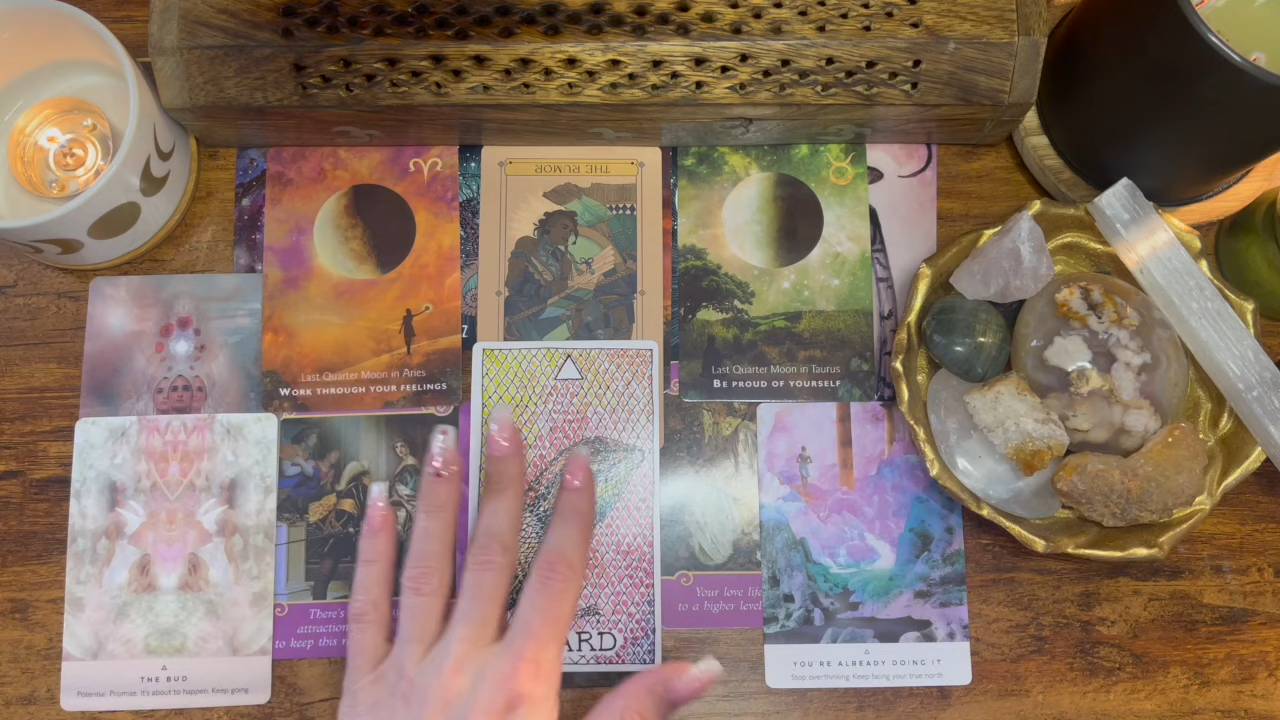 THE RUMOR
Last Quarter Moon in Aries
WORK THROUGH YOUR FEELINGS
Last Quarter Moon in Taurus
BE PROUD OF YOURSELF
Z
There's
attraction
to keep this r
ARD
Your love life
to a higher level
THE BUD
Potential. Promise. It's about to happen. Keep going.
YOU'RE ALREADY DOING IT
Stop overthinking. Keep facing your true north